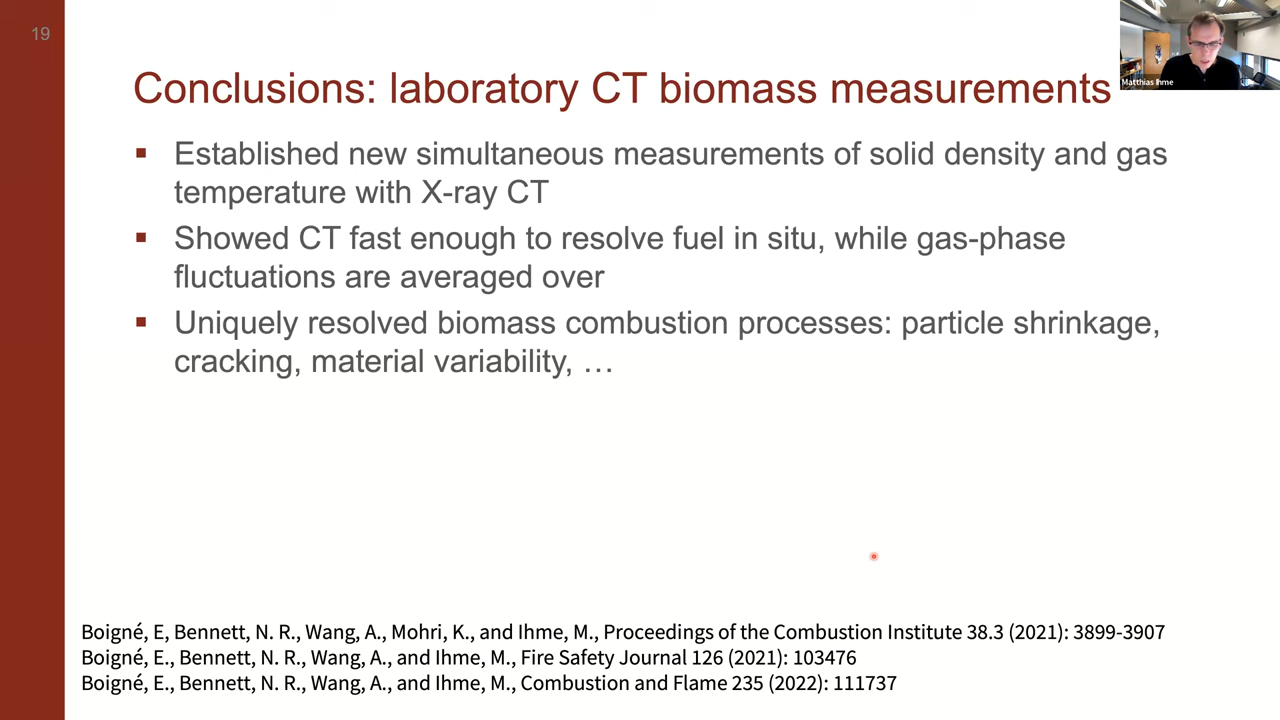 19
Conclusions: laboratory CT biomass measurements
Matthias Ihme
▪ Established new simultaneous measurements of solid density and gas
temperature with X-ray CT
▪ Showed CT fast enough to resolve fuel in situ, while gas-phase
fluctuations are averaged over
▪ Uniquely resolved biomass combustion processes: particle shrinkage,
cracking, material variability, …
Boigné, E, Bennett, N. R., Wang, A., Mohri, K., and Ihme, M., Proceedings of the Combustion Institute 38.3 (2021): 3899-3907
Boigné, E., Bennett, N. R., Wang, A., and Ihme, M., Fire Safety Journal 126 (2021): 103476
Boigné, E., Bennett, N. R., Wang, A., and Ihme, M., Combustion and Flame 235 (2022): 111737